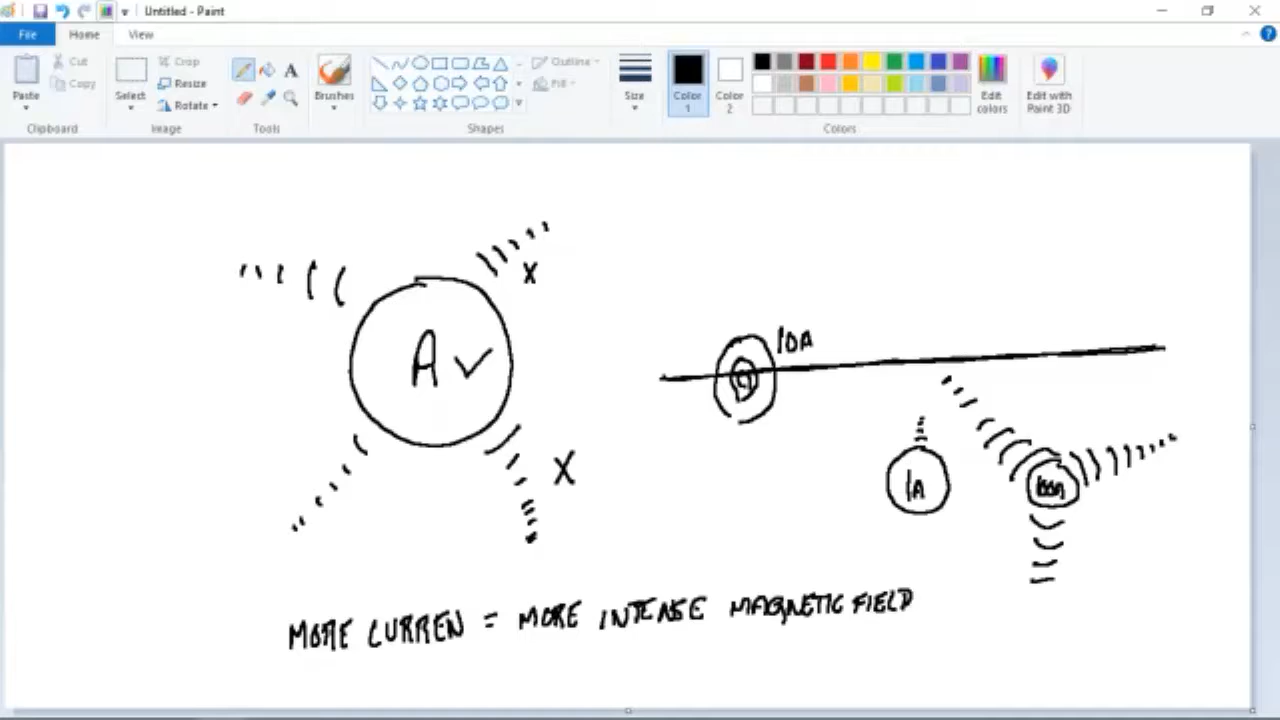 Untitled - Paint
File Home View
Paste Cut Copy Clipboard
Select Crop Resize Rotate Image
Tools
Brushes
Outline Fill Shapes
Size
Color 1 Color 2 Edit colors Colors
Edit with Paint 3D
X
A
10A
X
1A
100A
MORE CURREN = MORE INTENSE MAGNETIC FIELD